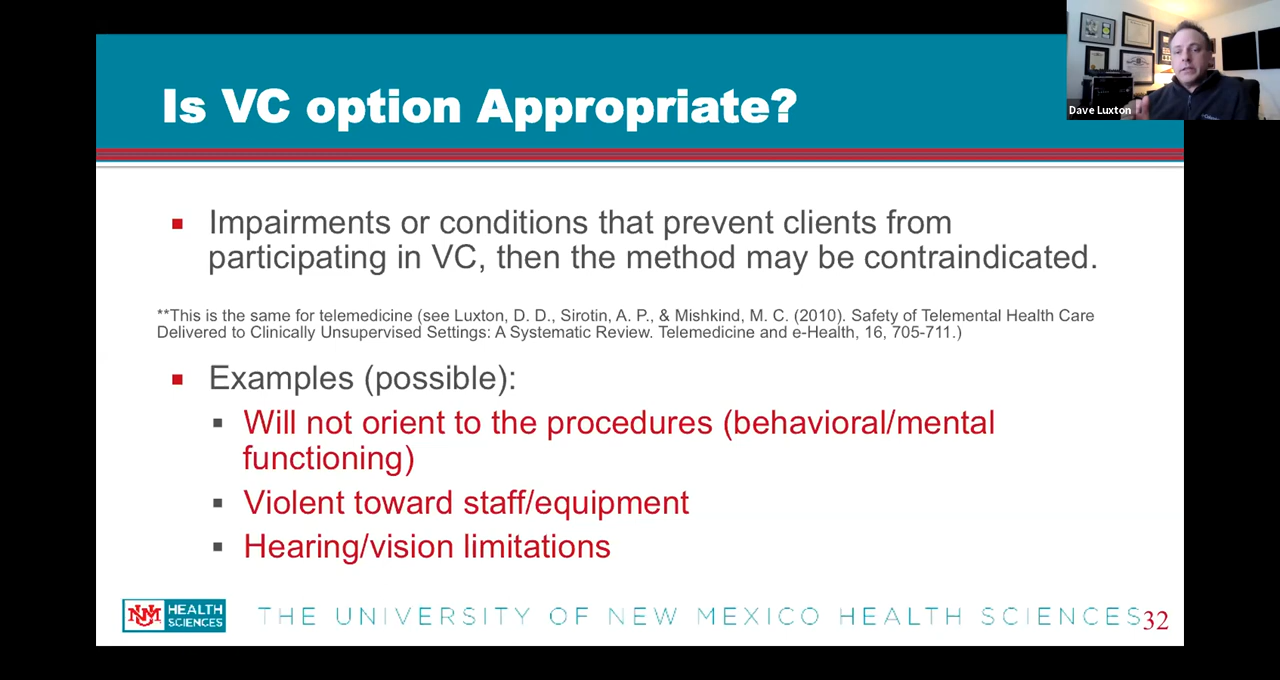 Is VC option Appropriate?
Dave Luxton
Impairments or conditions that prevent clients from
participating in VC, then the method may be contraindicated.
**This is the same for telemedicine (see Luxton, D. D., Sirotin, A. P., & Mishkind, M. C. (2010). Safety of Telemental Health Care
Delivered to Clinically Unsupervised Settings: A Systematic Review. Telemedicine and e-Health, 16, 705-711.)
Examples (possible):
Will not orient to the procedures (behavioral/mental
functioning)
Violent toward staff/equipment
Hearing/vision limitations
UNM HEALTH
SCIENCES
THE UNIVERSITY OF NEW MEXICO HEALTH SCIENCES 32